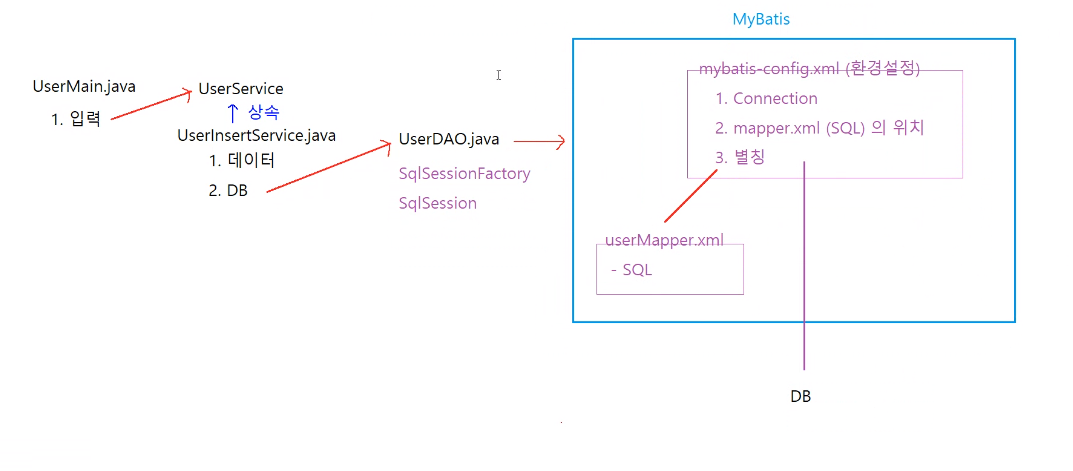 MyBatis
UserMain.java
1. 입력
UserService
↑ 상속
UserInsertService.java
1. 데이터
2. DB
UserDAO.java
SqlSessionFactory
SqlSession
mybatis-config.xml (환경설정)
1. Connection
2. mapper.xml (SQL) 의 위치
3. 별칭
userMapper.xml
- SQL
DB